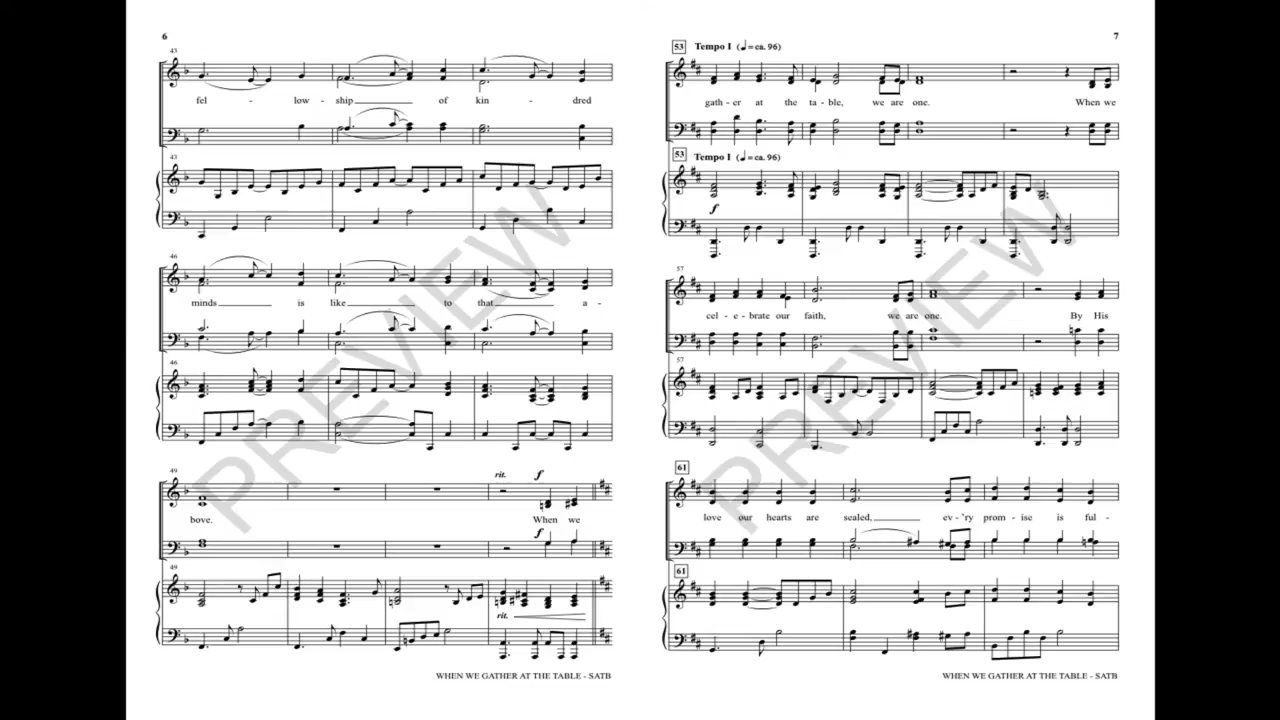 6
43
fel - low - ship of kin - dred
43
46
minds is like to that a -
46
49
rit. f
bove. When we
f
49
rit.
WHEN WE GATHER AT THE TABLE - SATB
7
53 Tempo I (♩ = ca. 96)
gath - er at the ta - ble, we are one. When we
53 Tempo I (♩ = ca. 96)
f
57
cel - e - brate our faith, we are one. By His
57
61
love our hearts are sealed, ev - 'ry prom - ise is ful -
61
WHEN WE GATHER AT THE TABLE - SATB
PREVIEW
PREVIEW